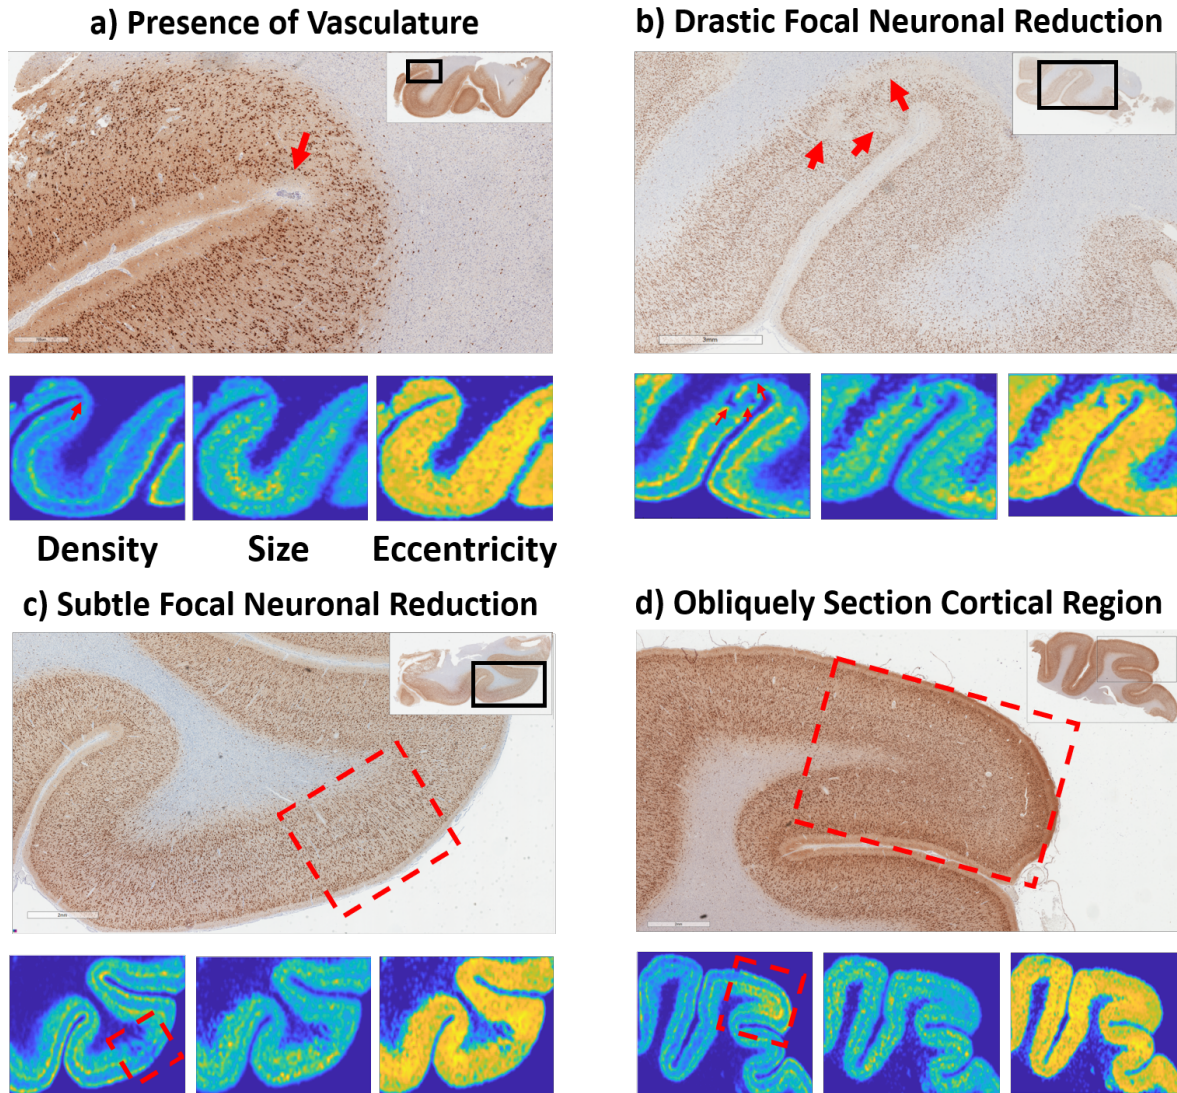 a) Presence of Vasculature
b) Drastic Focal Neuronal Reduction
3mm
Density
Size
Eccentricity
c) Subtle Focal Neuronal Reduction
d) Obliquely Section Cortical Region
2mm